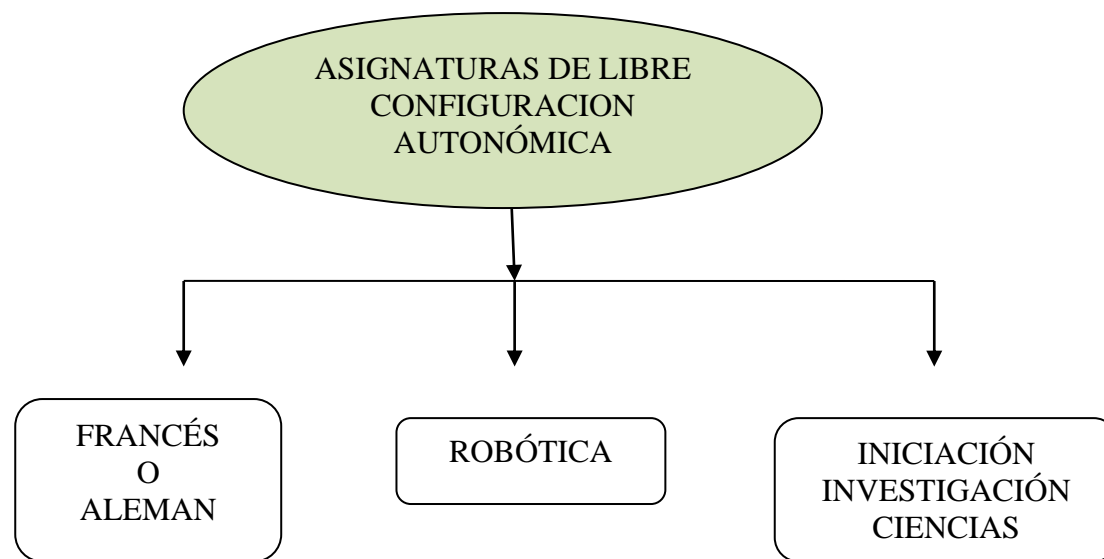 ASIGNATURAS DE LIBRE
CONFIGURACION
AUTONÓMICA
FRANCÉS
O
ALEMAN
ROBÓTICA
INICIACIÓN
INVESTIGACIÓN
CIENCIAS